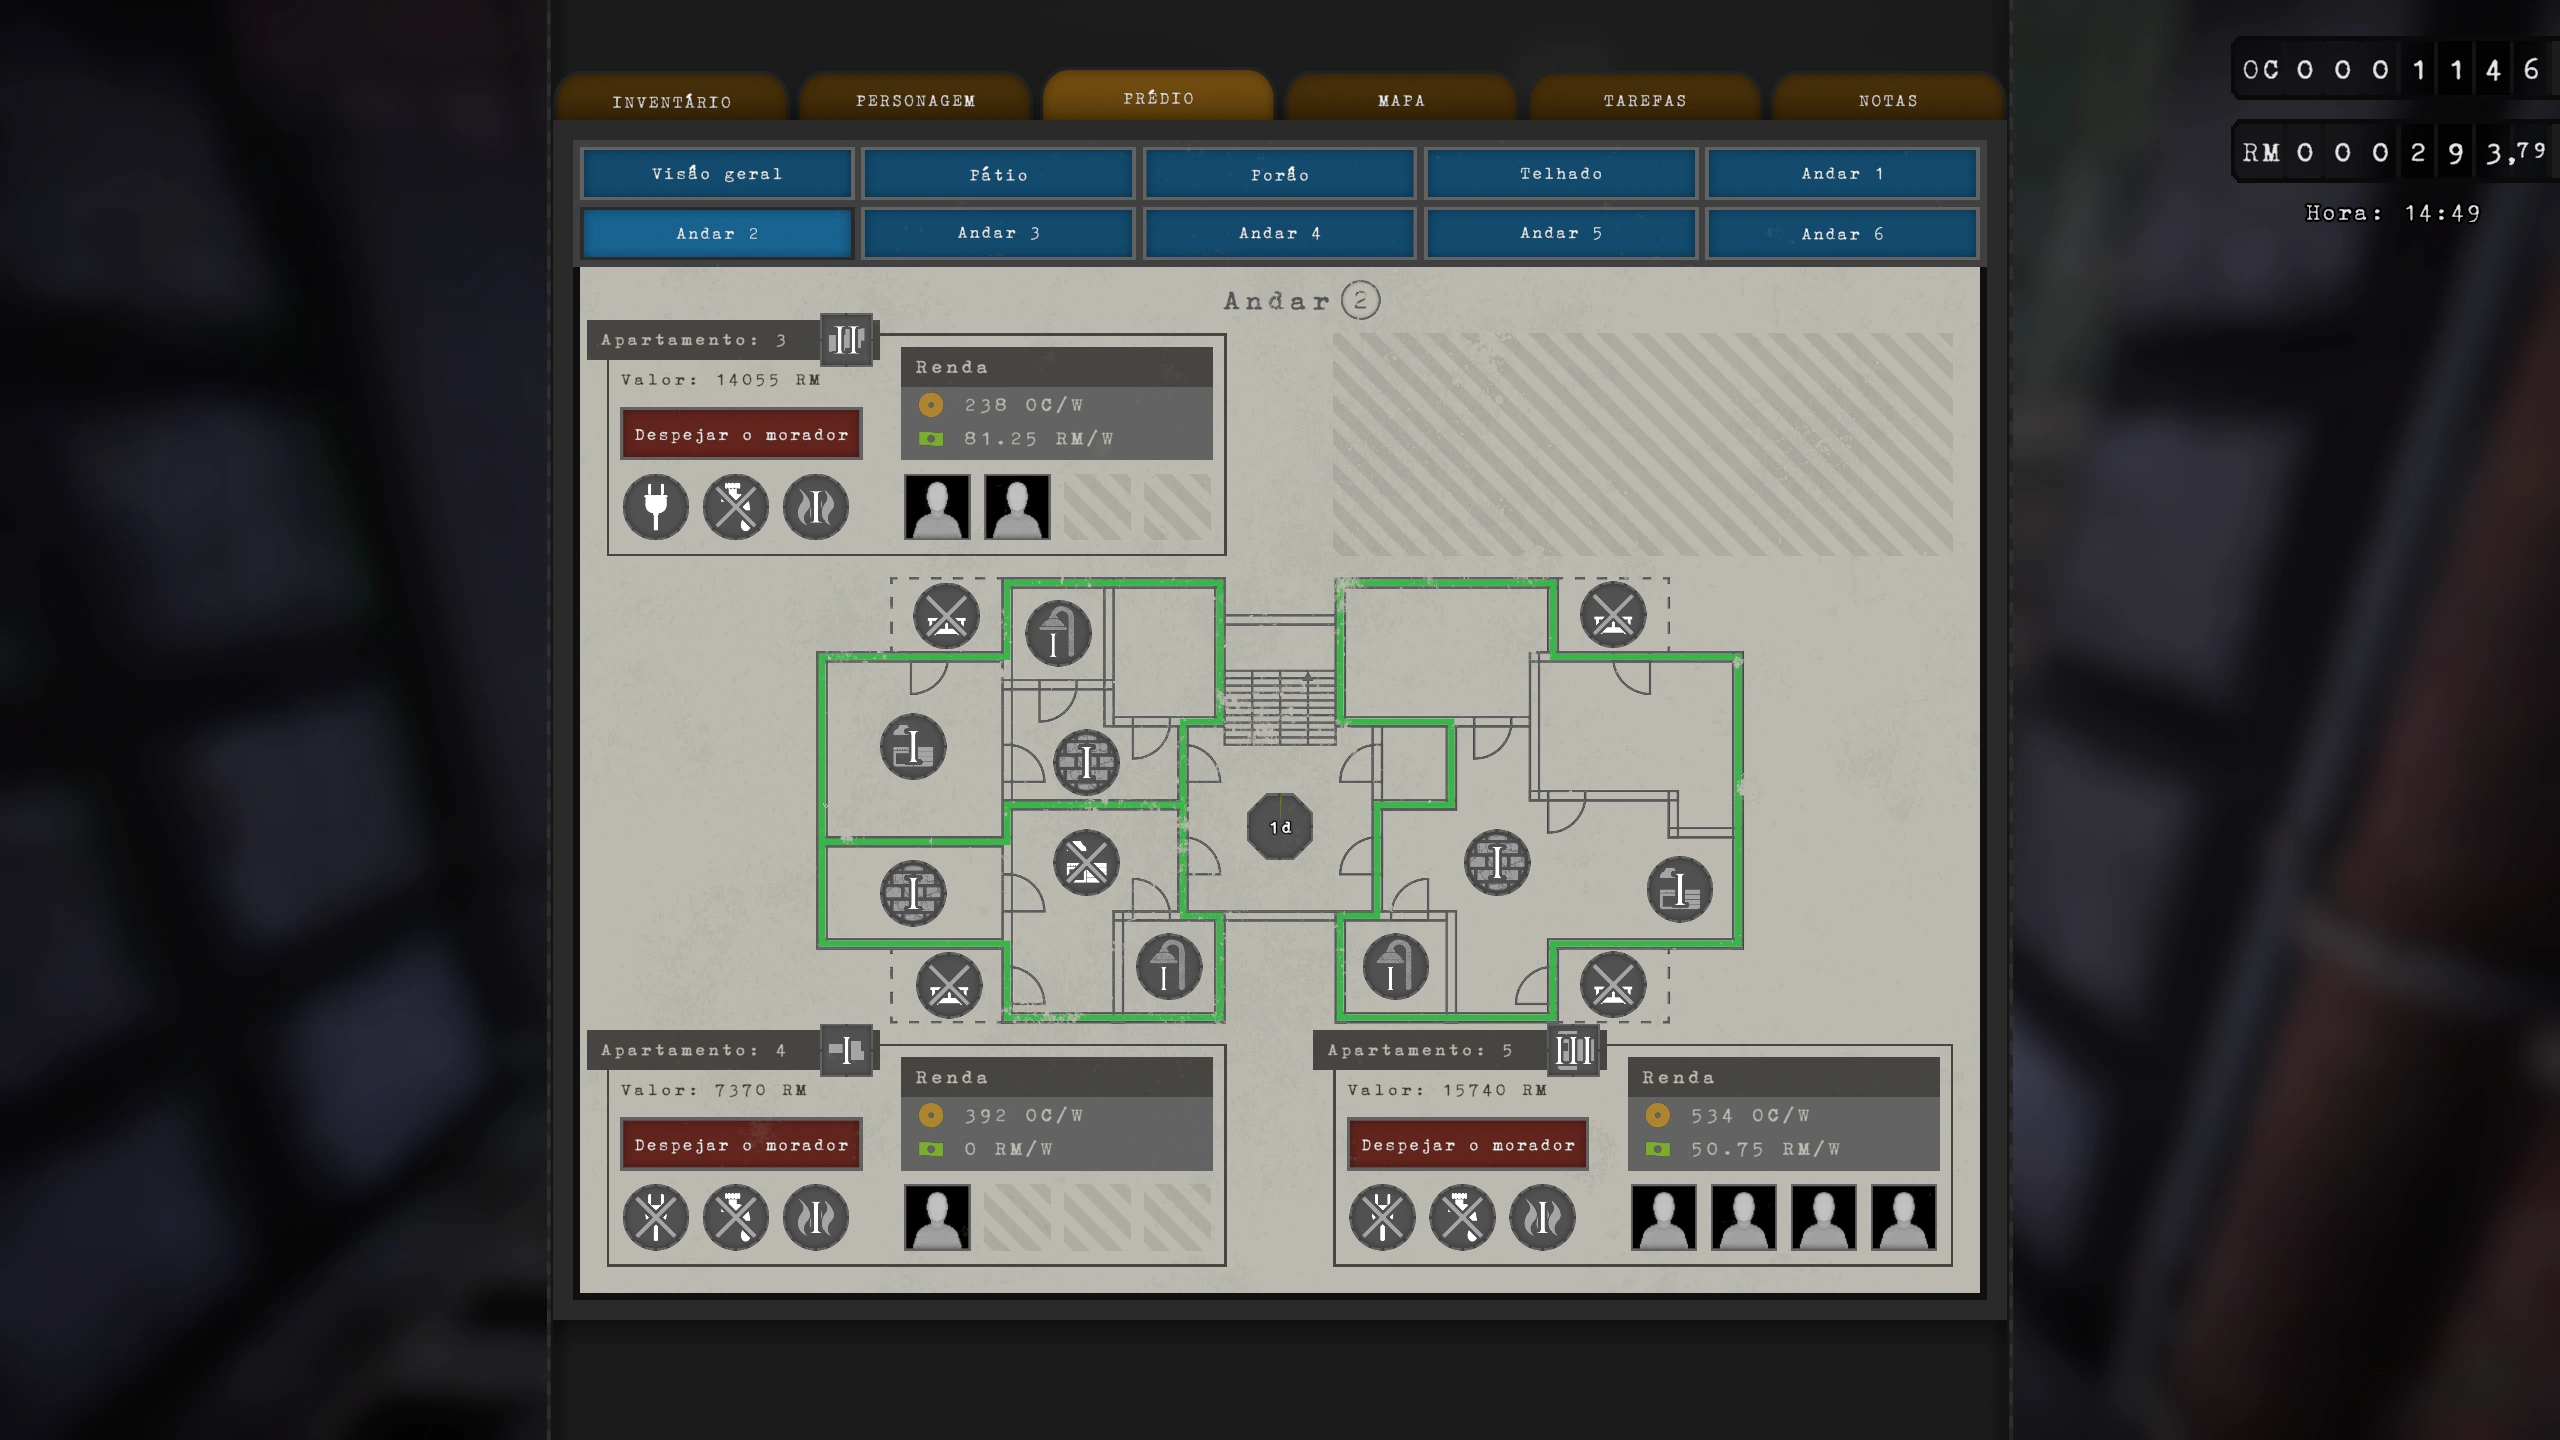 INVENTÁRIO
PERSONAGEM
PRÉDIO
MAPA
TAREFAS
NOTAS
OC 0 0 0 1 1 4 6
RM 0 0 0 2 9 3,79
Hora: 14:49
Visão geral
Pátio
Porão
Telhado
Andar 1
Andar 2
Andar 3
Andar 4
Andar 5
Andar 6
Andar 2
Apartamento: 3
II
Valor: 14055 RM
Despejar o morador
I
Renda
238 OC/W
81.25 RM/W
I
I
I
1d
I
I
I
I
I
Apartamento: 4
I
Valor: 7370 RM
Despejar o morador
I
Renda
392 OC/W
0 RM/W
Apartamento: 5
III
Valor: 15740 RM
Despejar o morador
I
Renda
534 OC/W
50.75 RM/W